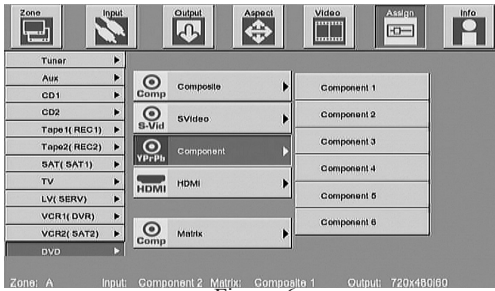 Zone Input Output Aspect Video Assign Info
Tuner
Aux
CD1
CD2
Tape1( REC1)
Tape2( REC2)
SAT( SAT1)
TV
LV( SERV)
VCR1( DVR)
VCR2( SAT2)
DVD
Comp Composite
S-Vid SVideo
YPrPb Component
HDMI HDMI
Comp Matrix
Component 1
Component 2
Component 3
Component 4
Component 5
Component 6
Zone: A Input: Component 2 Matrix: Composite 1 Output: 720x480i60